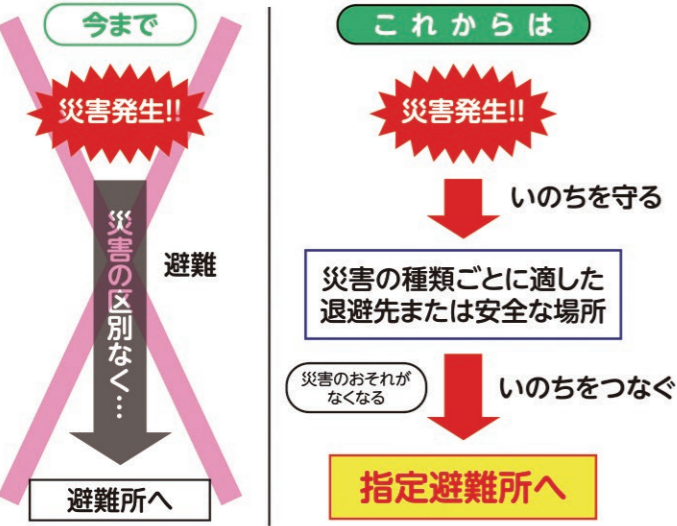 今まで
災害発生!!
災害の区別なく…
避難
避難所へ
これからは
災害発生!!
いのちを守る
災害の種類ごとに適した
退避先または安全な場所
災害のおそれが
なくなる
いのちをつなぐ
指定避難所へ